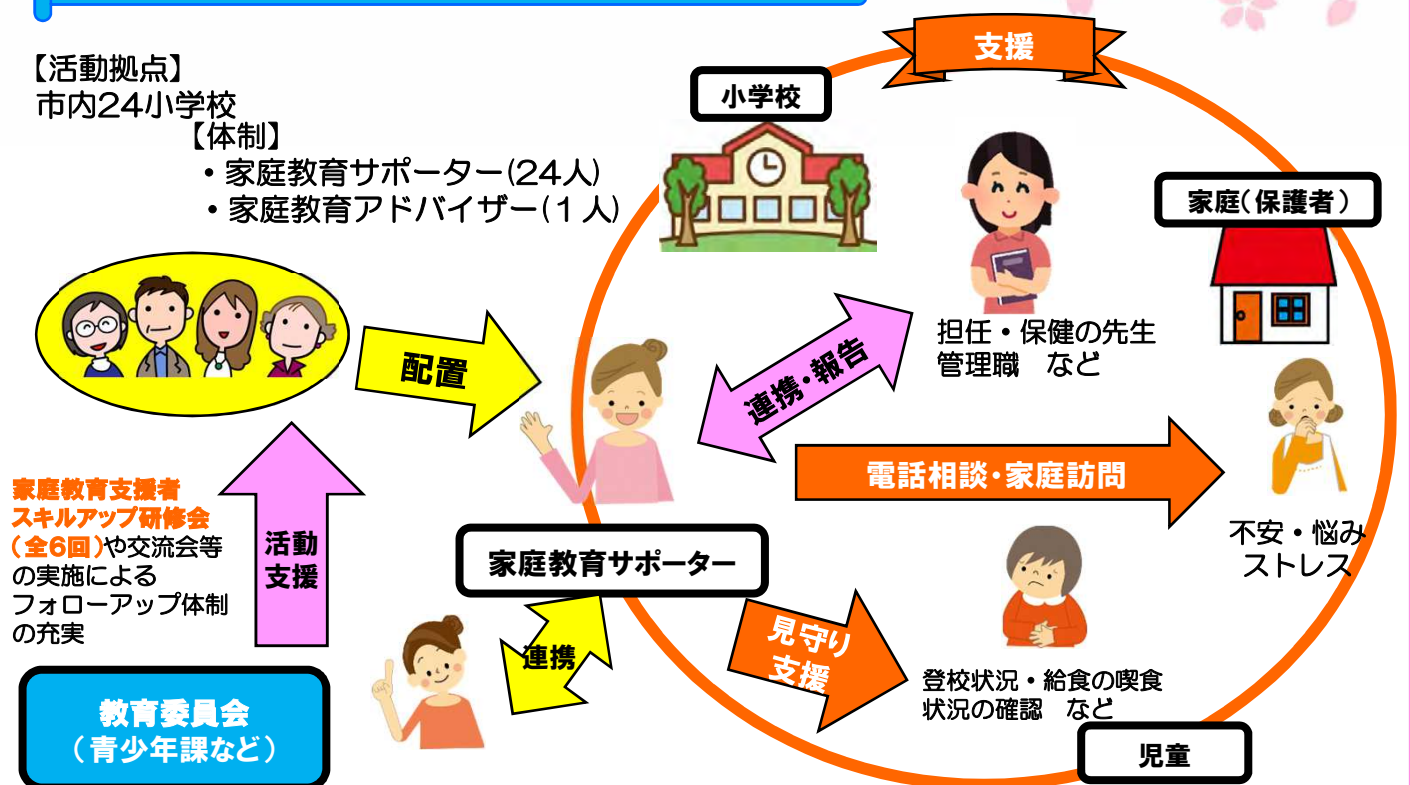 【活動拠点】
市内24小学校
【体制】
・家庭教育サポーター(24人)
・家庭教育アドバイザー(１人)
支援
小学校
家庭（保護者）
担任・保健の先生
管理職　など
配置
連携・報告
電話相談・家庭訪問
不安・悩み
ストレス
家庭教育支援者
スキルアップ研修会
（全6回）や交流会等
の実施による
フォローアップ体制
の充実
活動
支援
家庭教育サポーター
連携
見守り
支援
登校状況・給食の喫食
状況の確認　など
児童
教育委員会
（青少年課など）